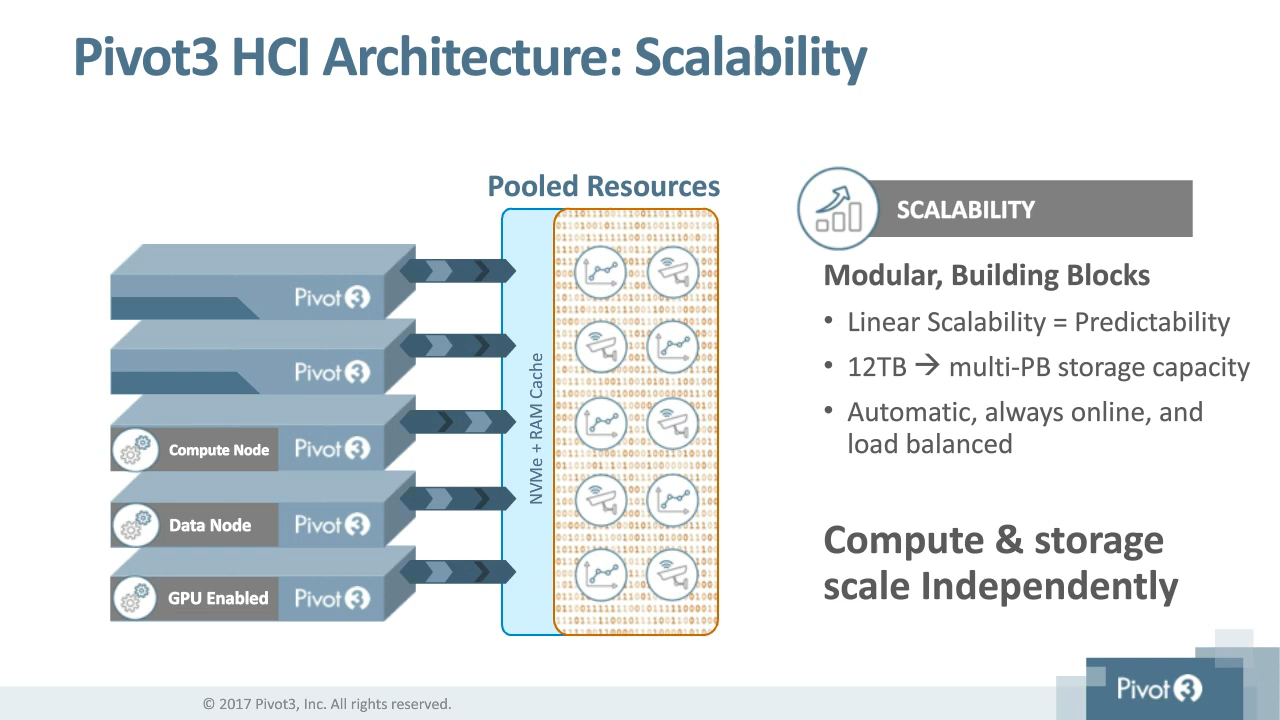 Pivot3 HCI Architecture: Scalability
Pooled Resources
Pivot3
Pivot3
Compute Node
Pivot3
Data Node
Pivot3
GPU Enabled
Pivot3
NVMe + RAM Cache
SCALABILITY
Modular, Building Blocks
• Linear Scalability = Predictability
• 12TB → multi-PB storage capacity
• Automatic, always online, and
load balanced
Compute & storage
scale Independently
© 2017 Pivot3, Inc. All rights reserved.
Pivot3